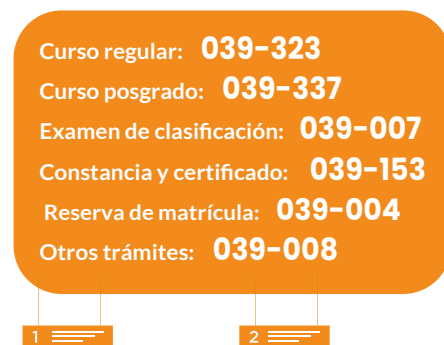 Curso regular: 039-323
Curso posgrado: 039-337
Examen de clasificación: 039-007
Constancia y certificado: 039-153
Reserva de matrícula: 039-004
Otros trámites: 039-008
1 2